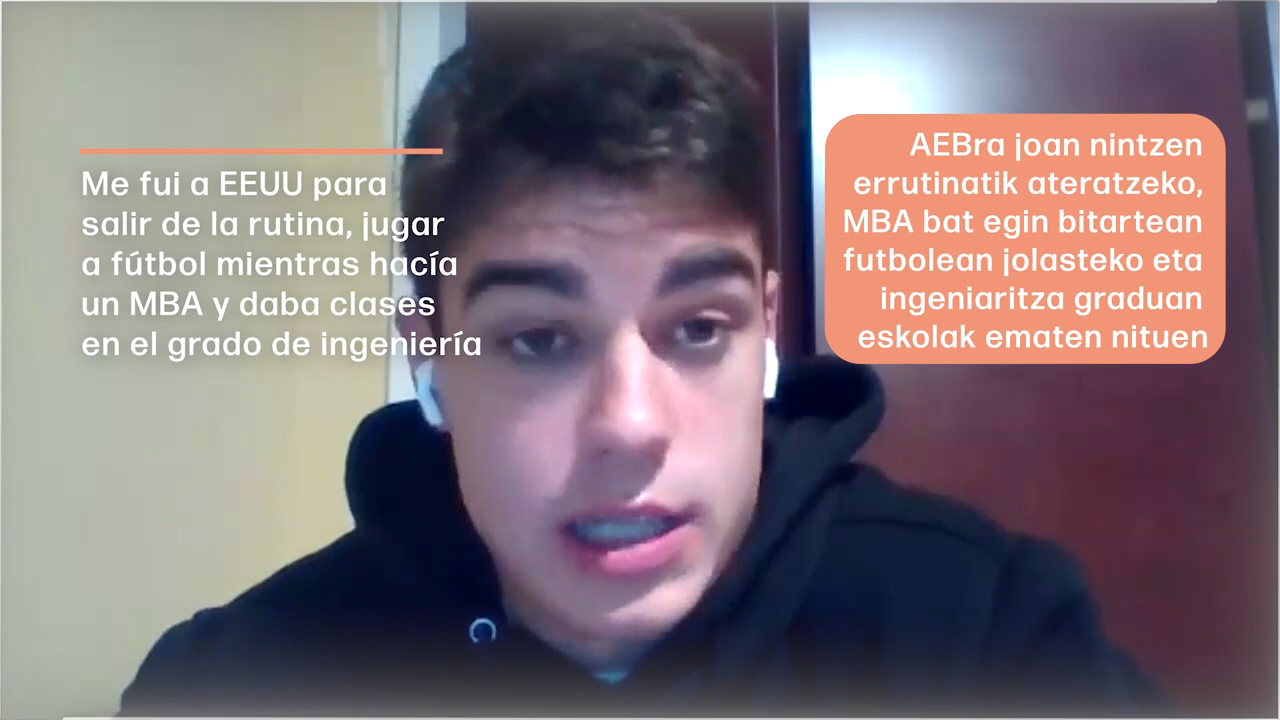 Me fui a EEUU para
salir de la rutina, jugar
a fútbol mientras hacía
un MBA y daba clases
en el grado de ingeniería
AEBra joan nintzen
errutinatik ateratzeko,
MBA bat egin bitartean
futbolean jolasteko eta
ingeniaritza graduan
eskolak ematen nituen